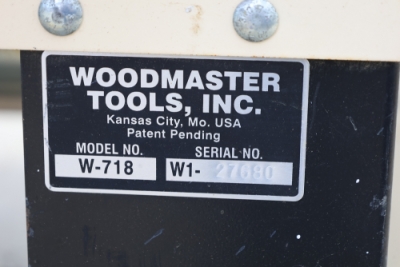 WOODMASTER
TOOLS, INC.
Kansas City, Mo. USA
Patent Pending
MODEL NO. SERIAL NO.
W-718 W1- 27680